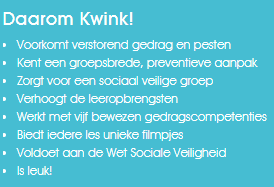 Daarom Kwink!
• Voorkomt verstorend gedrag en pesten
• Kent een groepsbrede, preventieve aanpak
• Zorgt voor een sociaal veilige groep
• Verhoogt de leeropbrengsten
• Werkt met vijf bewezen gedragscompetenties
• Biedt iedere les unieke filmpjes
• Voldoet aan de Wet Sociale Veiligheid
• Is leuk!